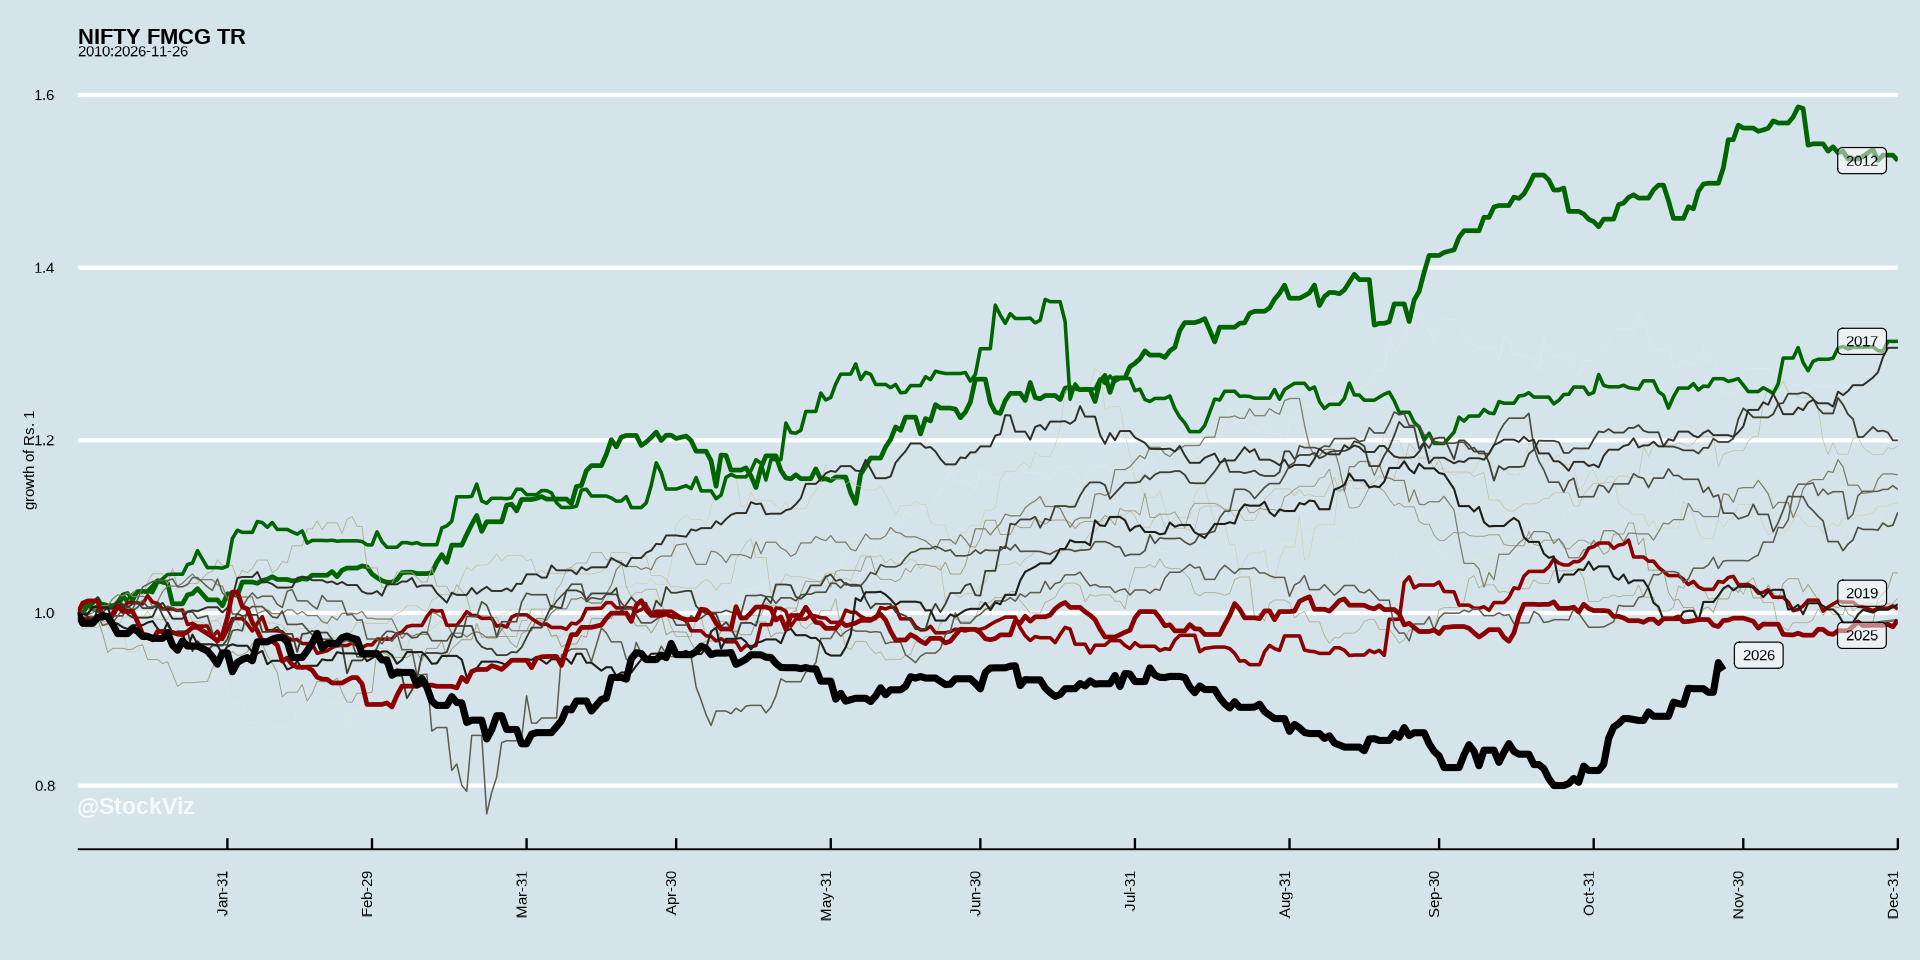 NIFTY FMCG TR
2010:2026-11-26
1.6
1.4
1.2
1.0
0.8
growth of Rs. 1
2012
2017
2019
2025
2026
@StockViz
Jan-31
Feb-29
Mar-31
Apr-30
May-31
Jun-30
Jul-31
Aug-31
Sep-30
Oct-31
Nov-30
Dec-31